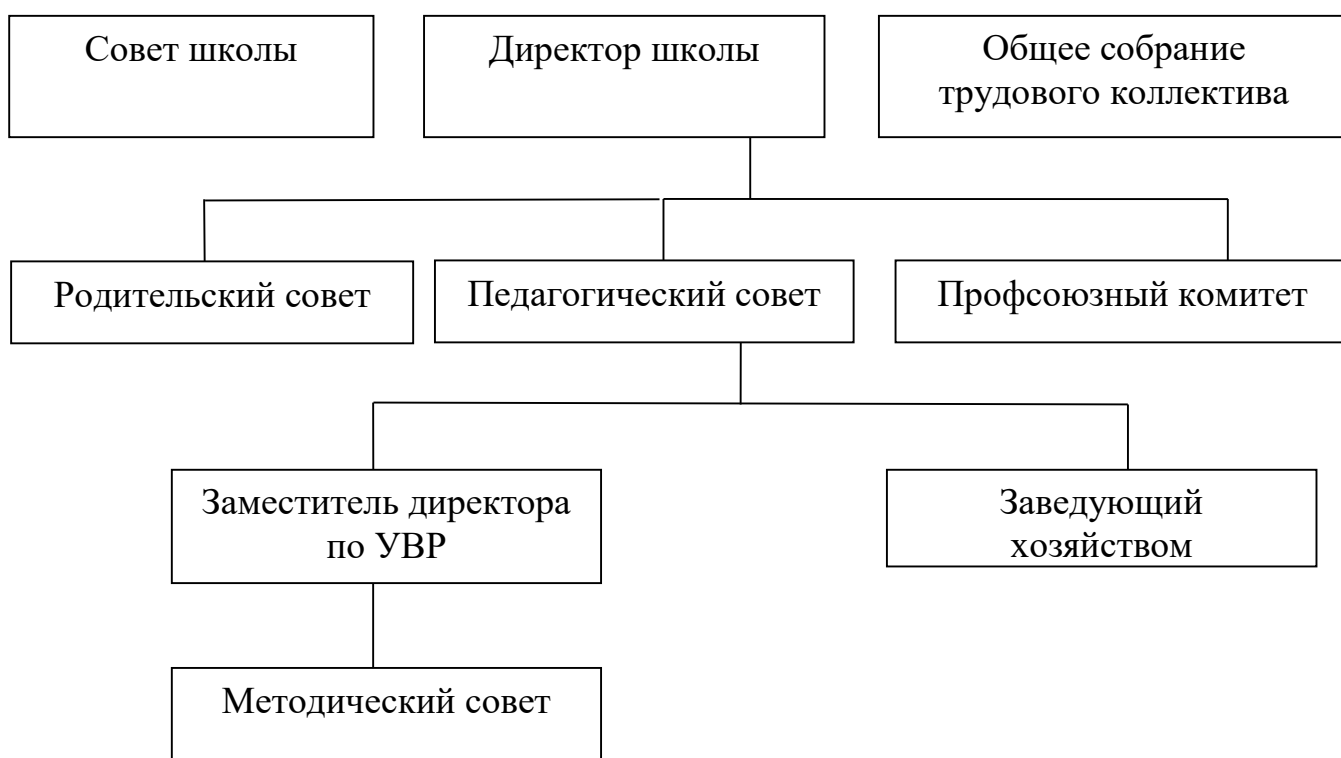 Совет школы
Директор школы
Общее собрание
трудового коллектива
Родительский совет
Педагогический совет
Профсоюзный комитет
Заместитель директора
по УВР
Заведующий
хозяйством
Методический совет